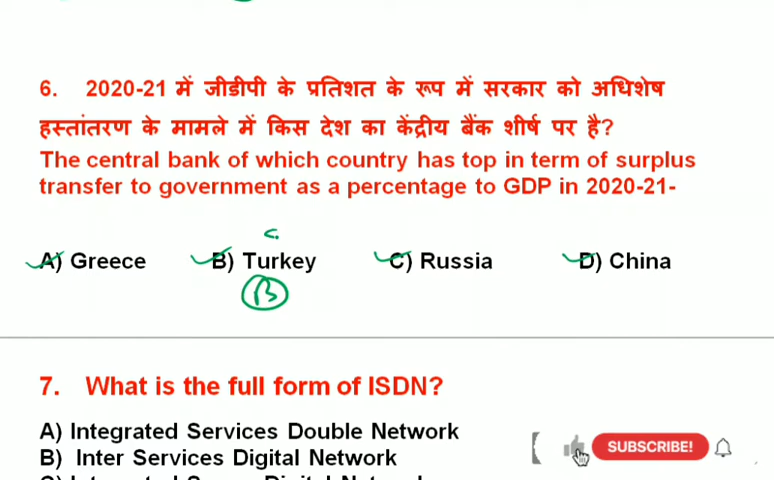 6. 2020-21 में जीडीपी के प्रतिशत के रूप में सरकार को अधिशेष
हस्तांतरण के मामले में किस देश का केंद्रीय बैंक शीर्ष पर है?
The central bank of which country has top in term of surplus
transfer to government as a percentage to GDP in 2020-21-
A) Greece B) Turkey C) Russia D) China
B
7. What is the full form of ISDN?
A) Integrated Services Double Network
B) Inter Services Digital Network
SUBSCRIBE!